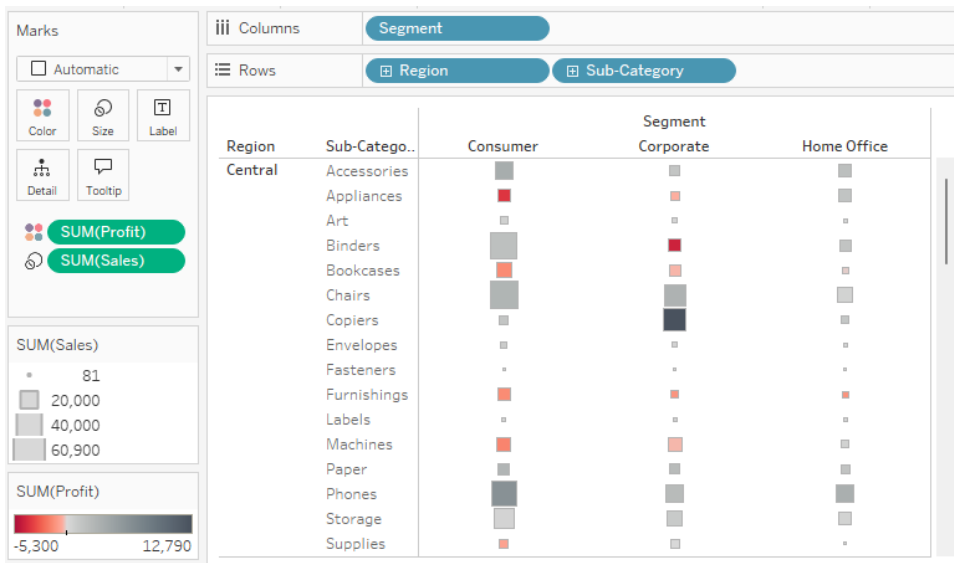 Marks
Automatic
Color Size Label
Detail Tooltip
SUM(Profit)
SUM(Sales)
SUM(Sales)
81
20,000
40,000
60,900
SUM(Profit)
-5,300 12,790
Columns Segment
Rows Region Sub-Category
Segment
Region Sub-Catego.. Consumer Corporate Home Office
Central Accessories
Appliances
Art
Binders
Bookcases
Chairs
Copiers
Envelopes
Fasteners
Furnishings
Labels
Machines
Paper
Phones
Storage
Supplies